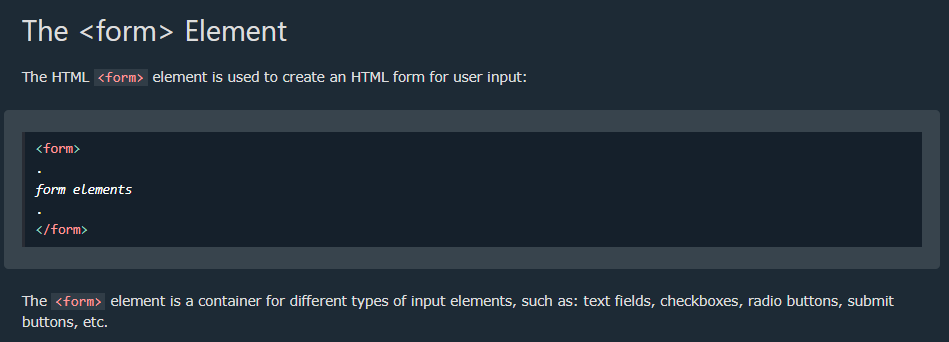 The <form> Element
The HTML <form> element is used to create an HTML form for user input:
<form>
.
form elements
.
</form>
The <form> element is a container for different types of input elements, such as: text fields, checkboxes, radio buttons, submit
buttons, etc.